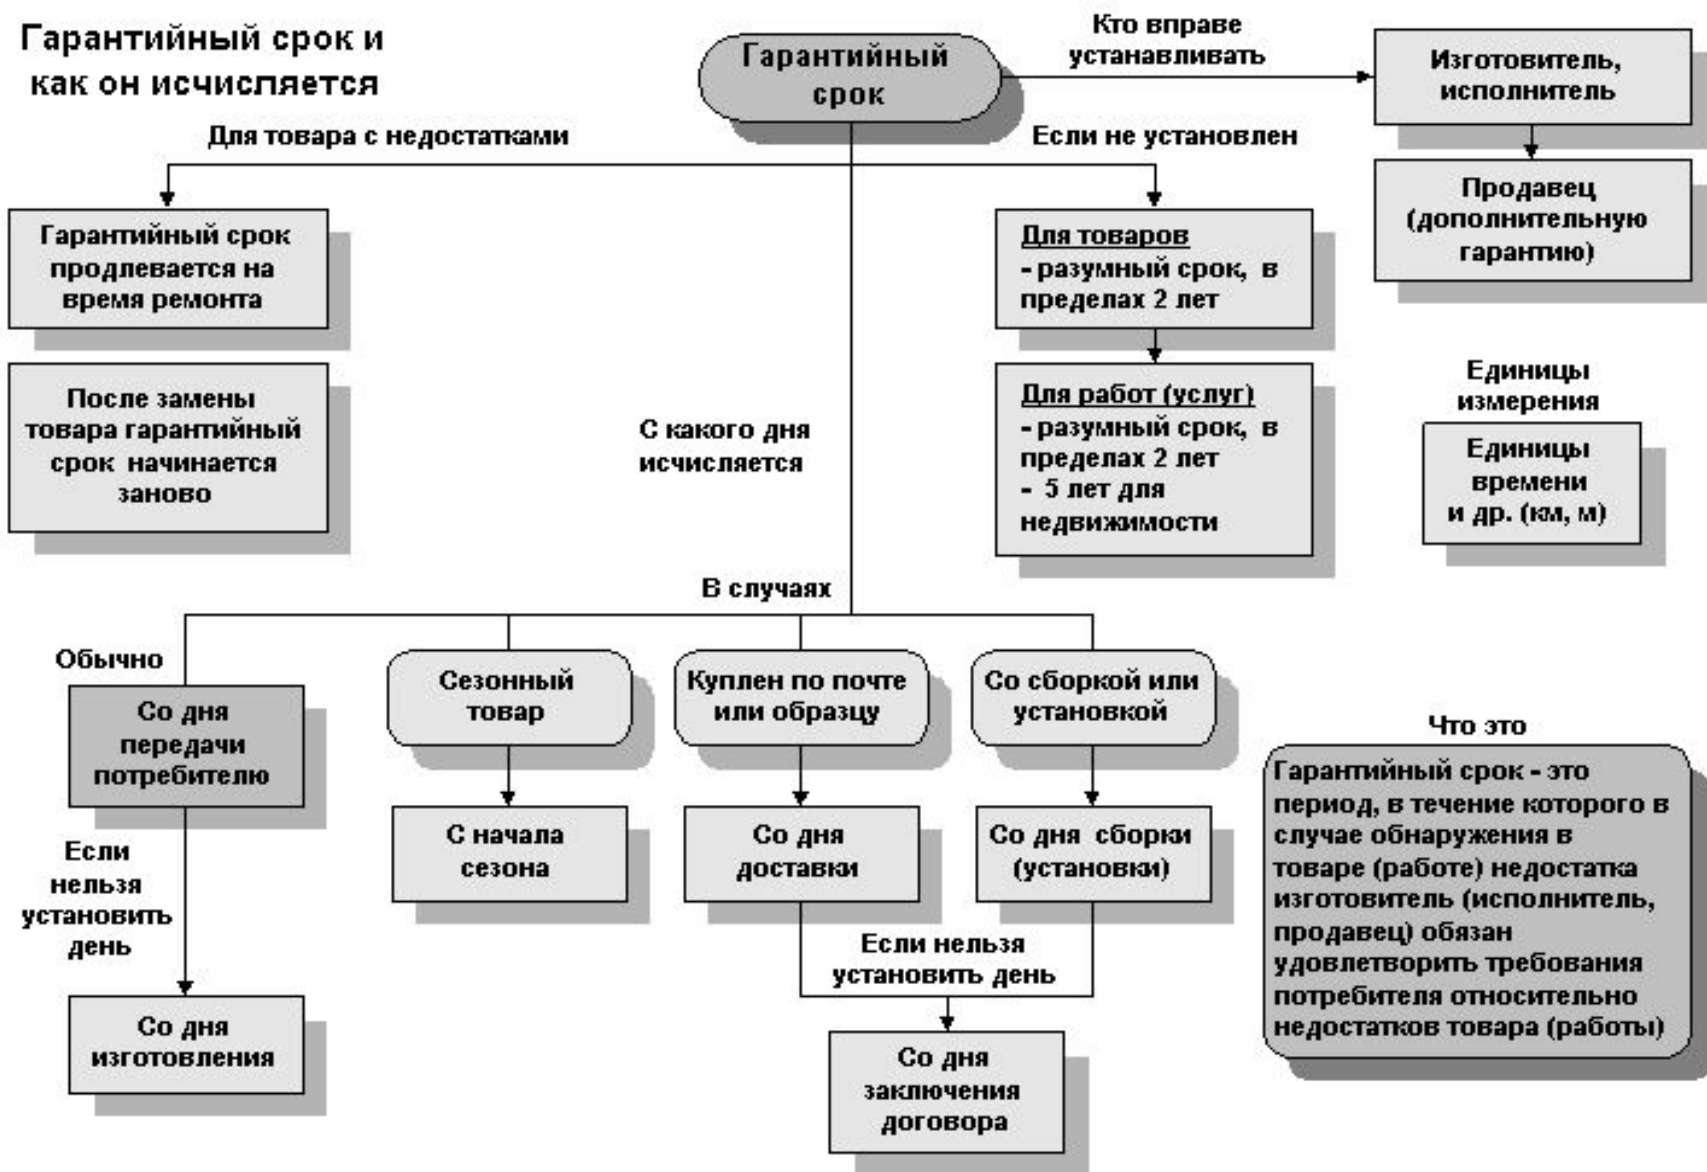 Гарантийный срок и
как он исчисляется
Гарантийный
срок
Кто вправе
устанавливать
Изготовитель,
исполнитель
Продавец
(дополнительную
гарантию)
Для товара с недостатками
Гарантийный срок
продлевается на
время ремонта
После замены
товара гарантийный
срок начинается
заново
Если не установлен
Для товаров
- разумный срок, в
пределах 2 лет
Для работ (услуг)
- разумный срок, в
пределах 2 лет
- 5 лет для
недвижимости
Единицы
измерения
Единицы
времени
и др. (км, м)
С какого дня
исчисляется
В случаях
Обычно
Со дня
передачи
потребителю
Если
нельзя
установить
день
Со дня
изготовления
Сезонный
товар
С начала
сезона
Куплен по почте
или образцу
Со дня
доставки
Со сборкой или
установкой
Со дня сборки
(установки)
Если нельзя
установить день
Со дня
заключения
договора
Что это
Гарантийный срок - это
период, в течение которого в
случае обнаружения в
товаре (работе) недостатка
изготовитель (исполнитель,
продавец) обязан
удовлетворить требования
потребителя относительно
недостатков товара (работы)